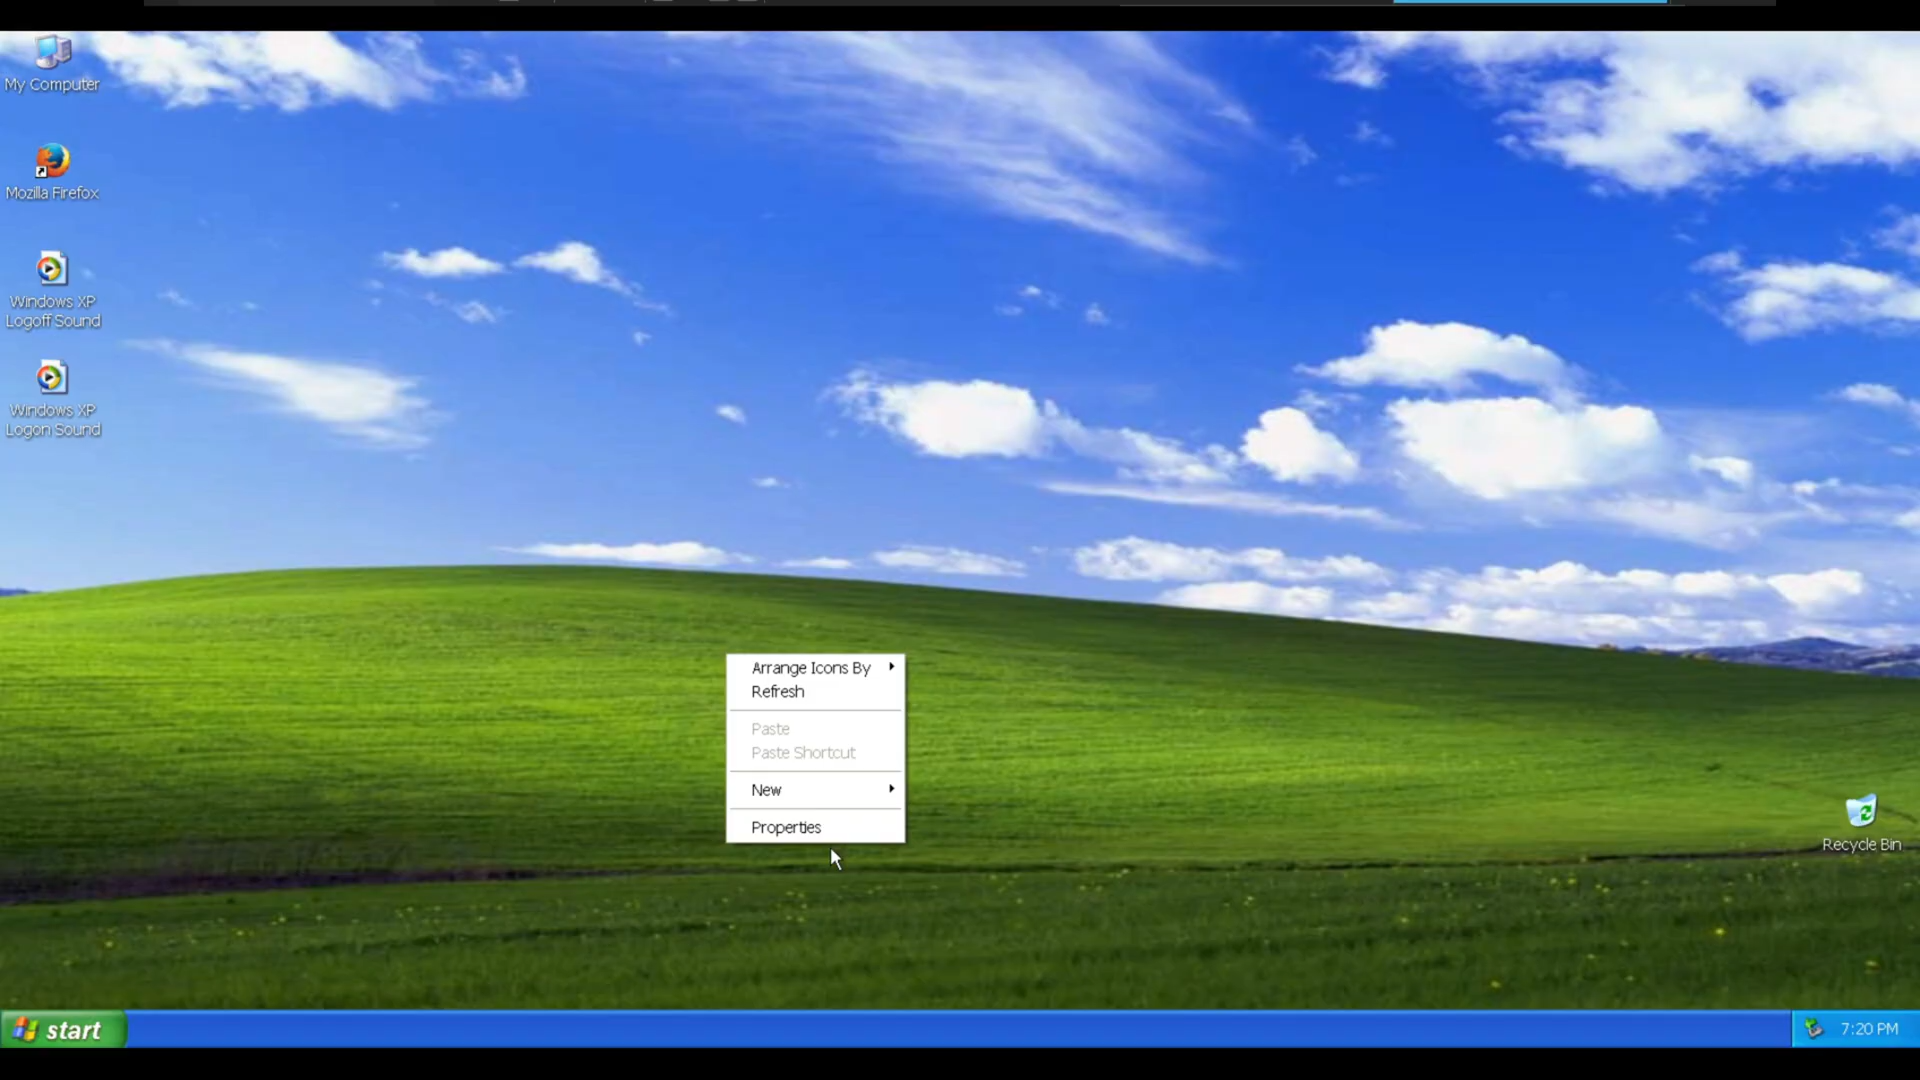 My Computer
Mozilla Firefox
Windows XP
Logoff Sound
Windows XP
Logon Sound
Arrange Icons By
Refresh
Paste
Paste Shortcut
New
Properties
Recycle Bin
start
7:20 PM